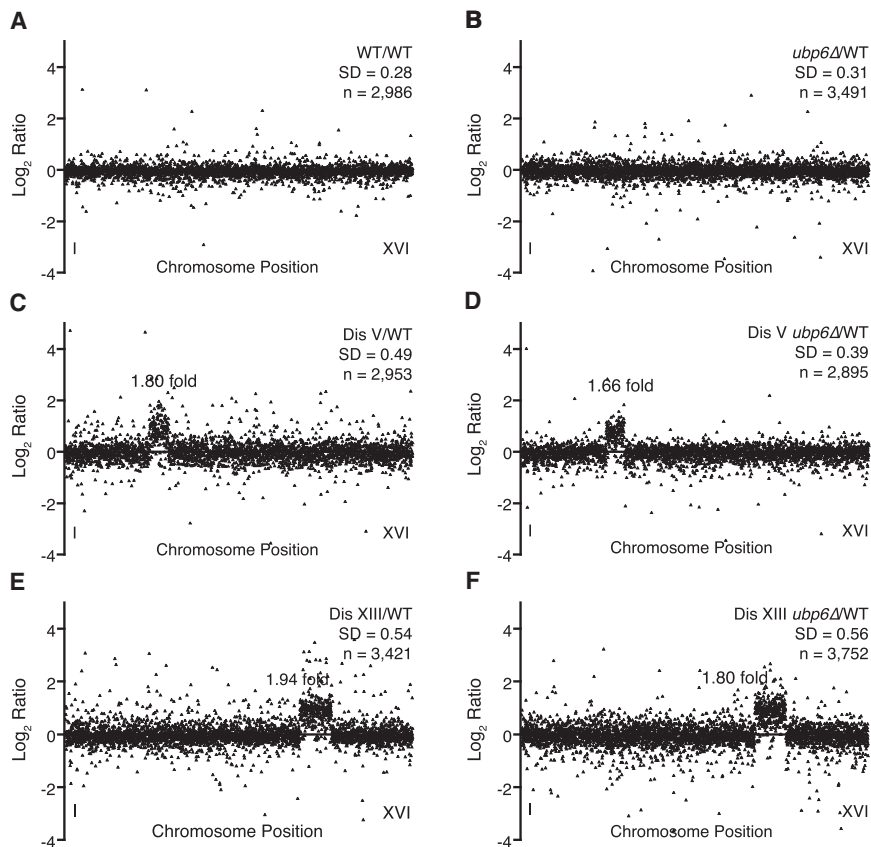 A
WT/WT
SD = 0.28
n = 2,986
4
2
0
-2
-4
Log2 Ratio
I
XVI
Chromosome Position
B
ubp6Δ/WT
SD = 0.31
n = 3,491
4
2
0
-2
-4
Log2 Ratio
I
XVI
Chromosome Position
C
Dis V/WT
SD = 0.49
n = 2,953
1.80 fold
4
2
0
-2
-4
Log2 Ratio
I
XVI
Chromosome Position
D
Dis V ubp6Δ/WT
SD = 0.39
n = 2,895
1.66 fold
4
2
0
-2
-4
Log2 Ratio
I
XVI
Chromosome Position
E
Dis XIII/WT
SD = 0.54
n = 3,421
1.94 fold
4
2
0
-2
-4
Log2 Ratio
I
XVI
Chromosome Position
F
Dis XIII ubp6Δ/WT
SD = 0.56
n = 3,752
1.80 fold
4
2
0
-2
-4
Log2 Ratio
I
XVI
Chromosome Position